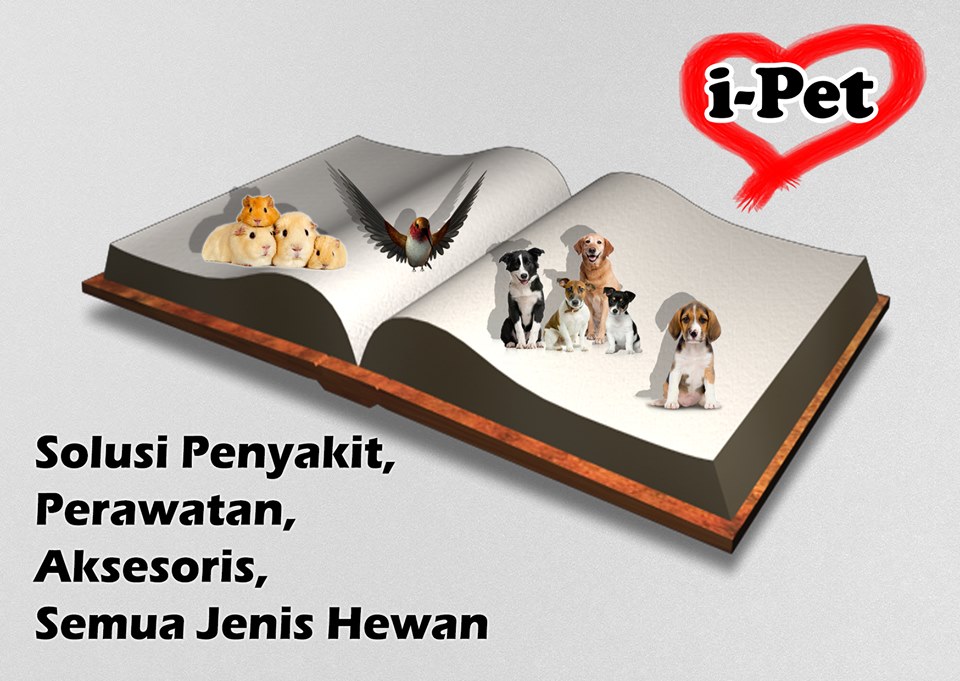 i-Pet
Solusi Penyakit,
Perawatan,
Aksesoris,
Semua Jenis Hewan